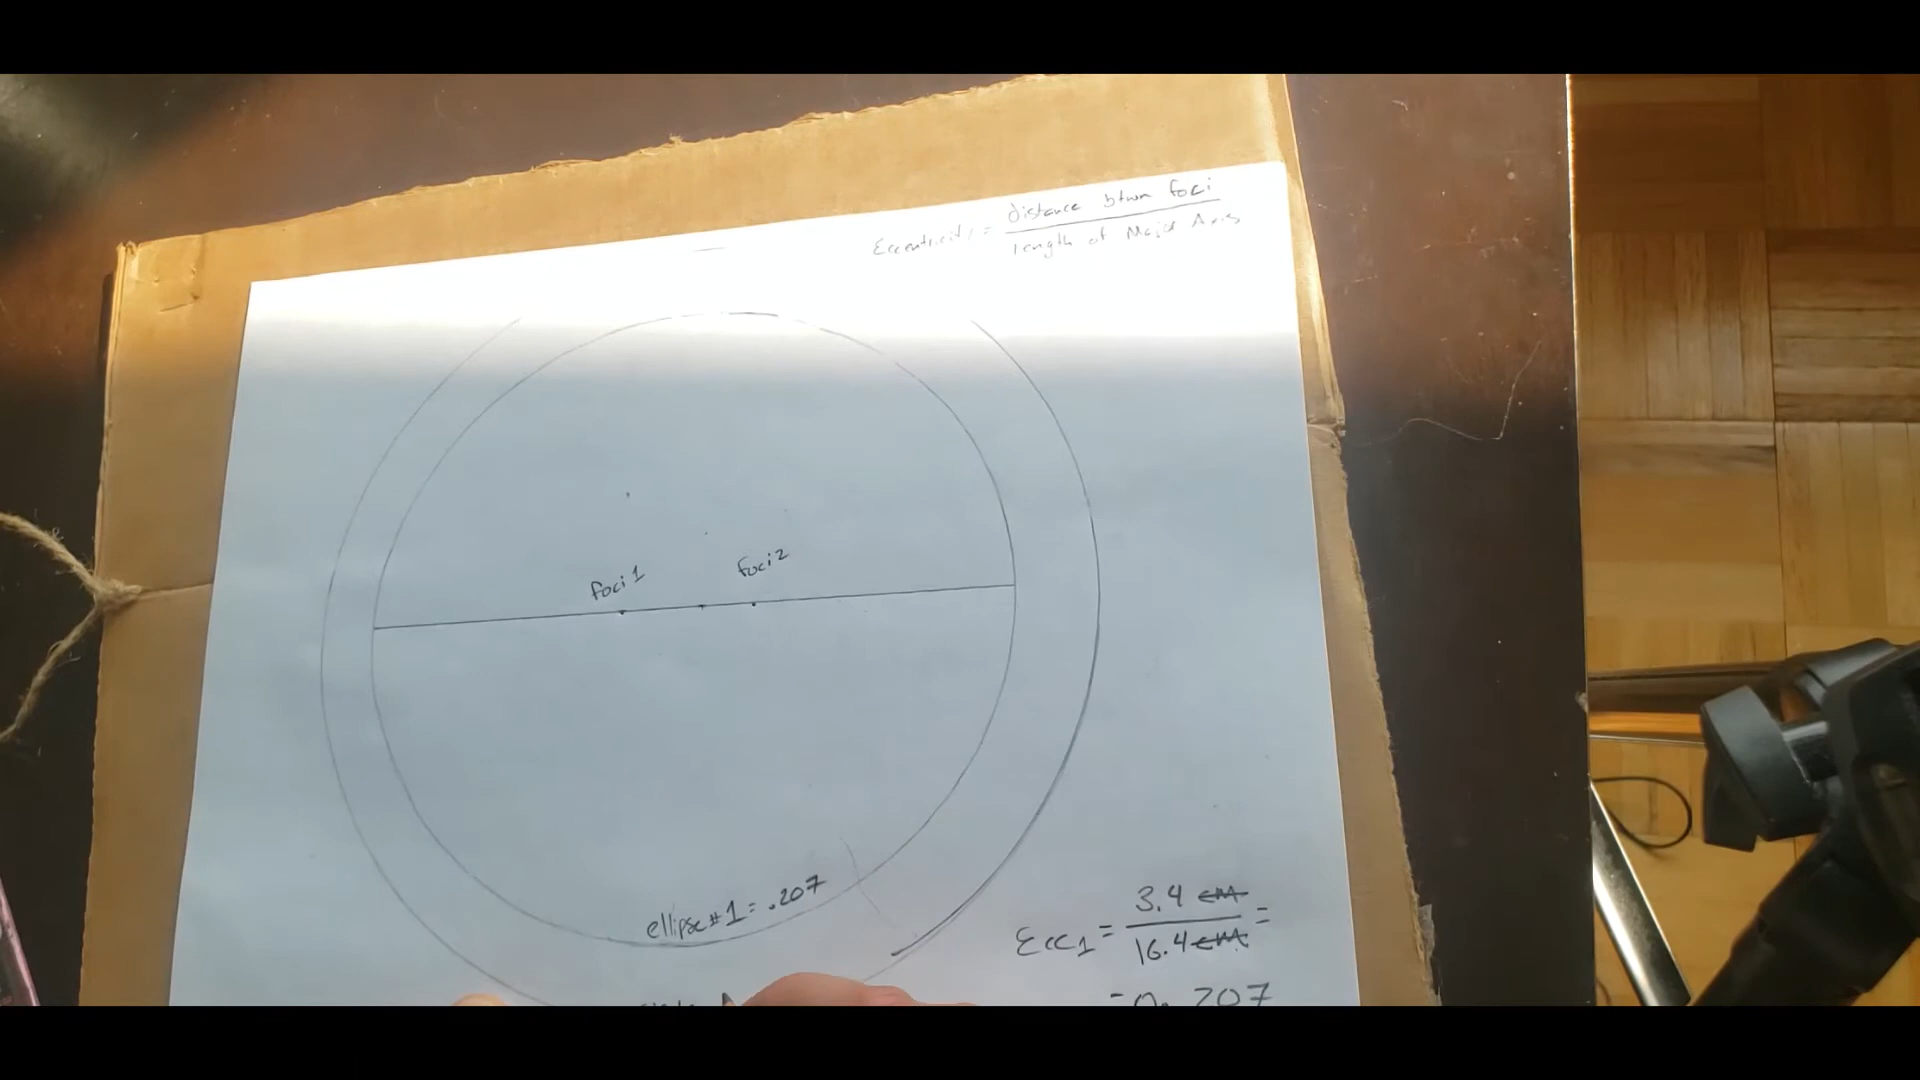 distance btwn foci
Eccentricity =
length of Major Axis
foci 1
foci 2
ellipse #1 = .207
3.4 cm
Ecc1 = =
16.4 cm
= 0.207